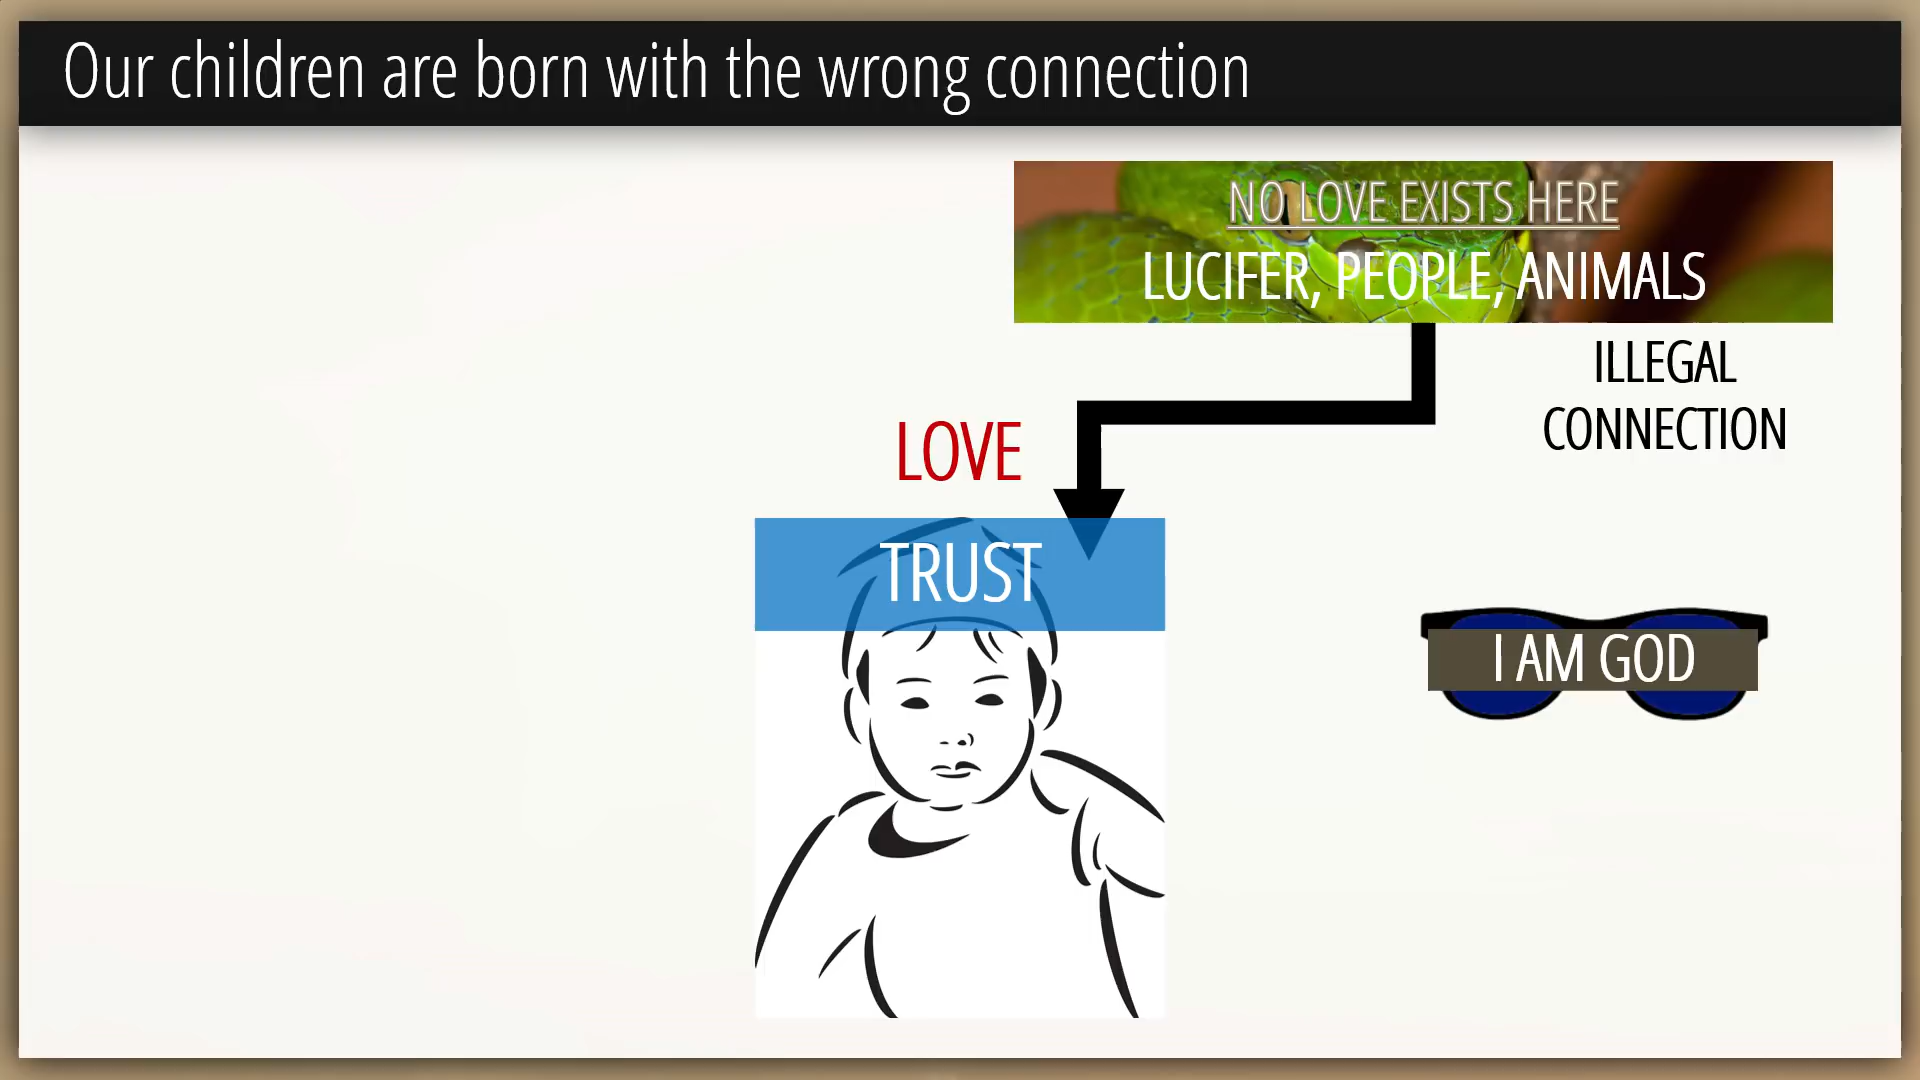 Our children are born with the wrong connection
NO LOVE EXISTS HERE
LUCIFER, PEOPLE, ANIMALS
ILLEGAL
CONNECTION
LOVE
TRUST
I AM GOD